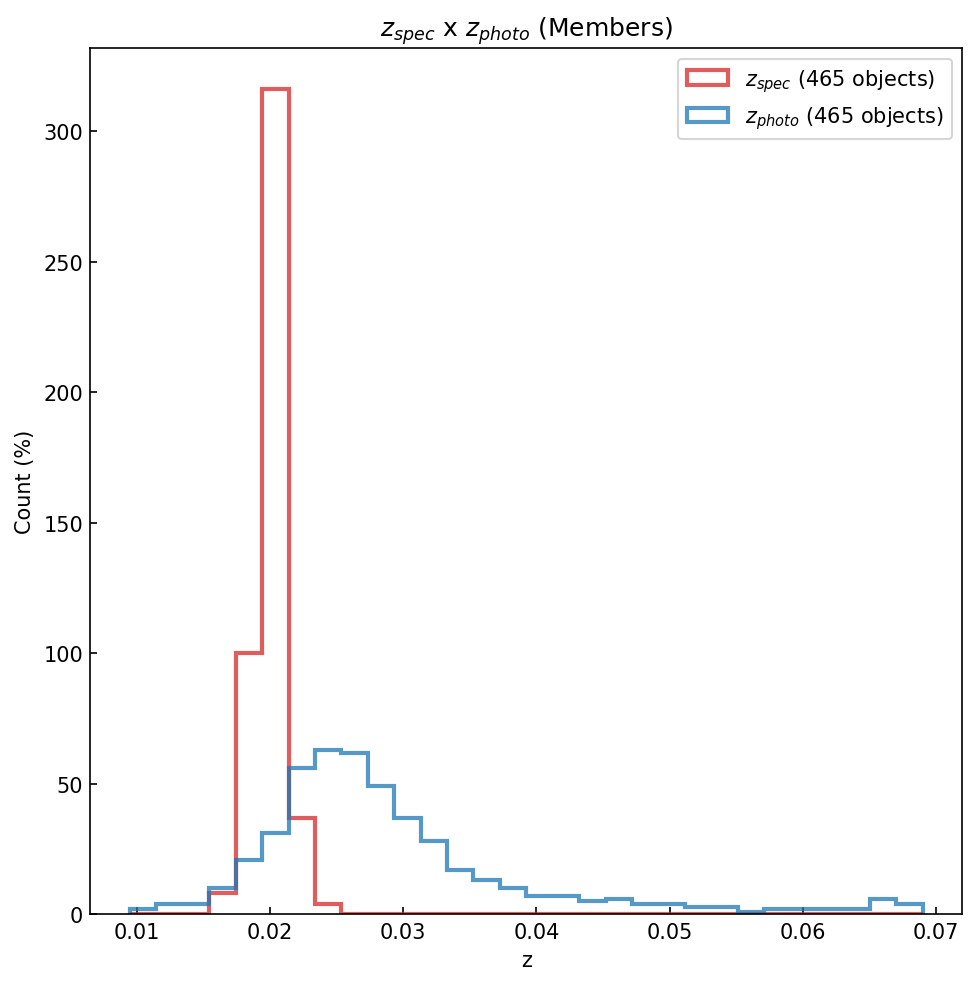 z_spec x z_photo (Members)
z_spec (465 objects)
z_photo (465 objects)
Count (%)
300
250
200
150
100
50
0
0.01 0.02 0.03 0.04 0.05 0.06 0.07
z